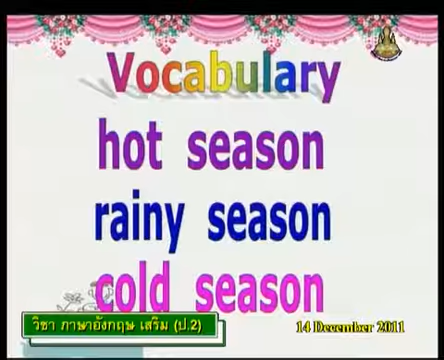 Vocabulary
hot season
rainy season
cold season
วิชา ภาษาอังกฤษ เสริม (ป.2)
14 December 2011